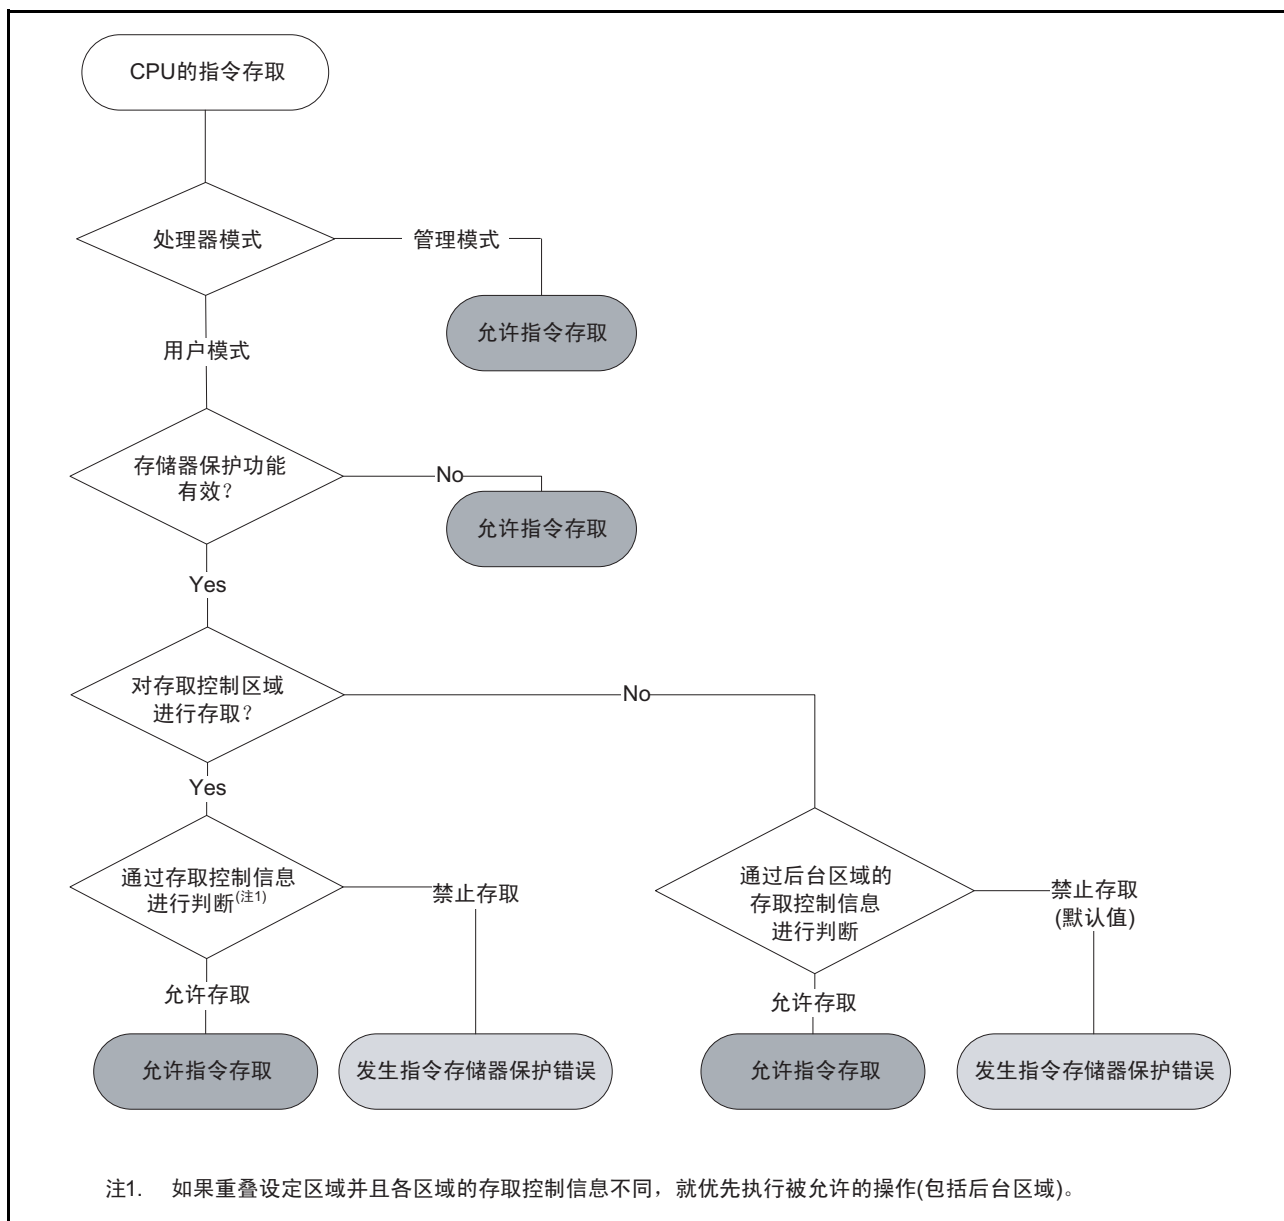 CPU的指令存取
处理器模式
管理模式
允许指令存取
用户模式
存储器保护功能
有效？
No
允许指令存取
Yes
对存取控制区域
进行存取？
No
Yes
通过存取控制信息
进行判断(注1)
禁止存取
通过后台区域的
存取控制信息
进行判断
禁止存取
(默认值)
允许存取
允许存取
允许指令存取
发生指令存储器保护错误
允许指令存取
发生指令存储器保护错误
注1. 如果重叠设定区域并且各区域的存取控制信息不同，就优先执行被允许的操作(包括后台区域)。